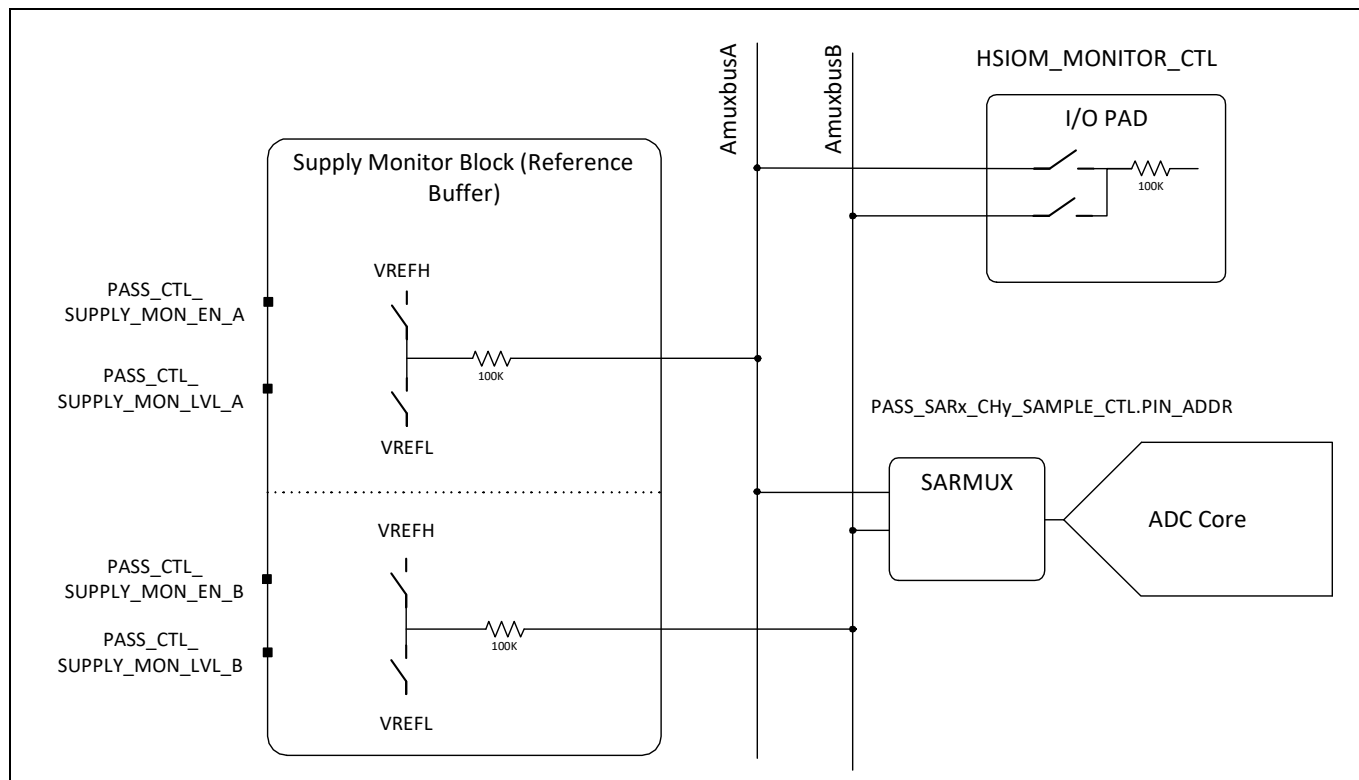 AmuxbusA
AmuxbusB
HSIOM_MONITOR_CTL
I/O PAD
100K
Supply Monitor Block (Reference
Buffer)
VREFH
PASS_CTL_
SUPPLY_MON_EN_A
100K
PASS_CTL_
SUPPLY_MON_LVL_A
VREFL
PASS_SARx_CHy_SAMPLE_CTL.PIN_ADDR
SARMUX
ADC Core
VREFH
PASS_CTL_
SUPPLY_MON_EN_B
100K
PASS_CTL_
SUPPLY_MON_LVL_B
VREFL